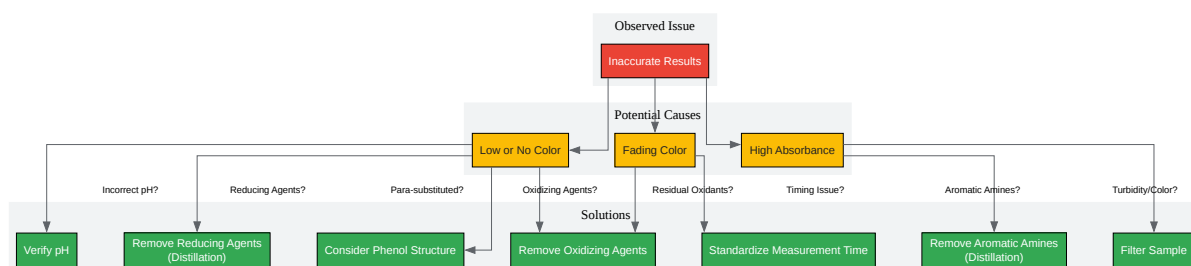 Observed Issue
Inaccurate Results
Potential Causes
Low or No Color
Fading Color
High Absorbance
Incorrect pH?
Reducing Agents?
Para-substituted?
Oxidizing Agents?
Residual Oxidants?
Timing Issue?
Aromatic Amines?
Turbidity/Color?
Solutions
Verify pH
Remove Reducing Agents
(Distillation)
Consider Phenol Structure
Remove Oxidizing Agents
Standardize Measurement Time
Remove Aromatic Amines
(Distillation)
Filter Sample